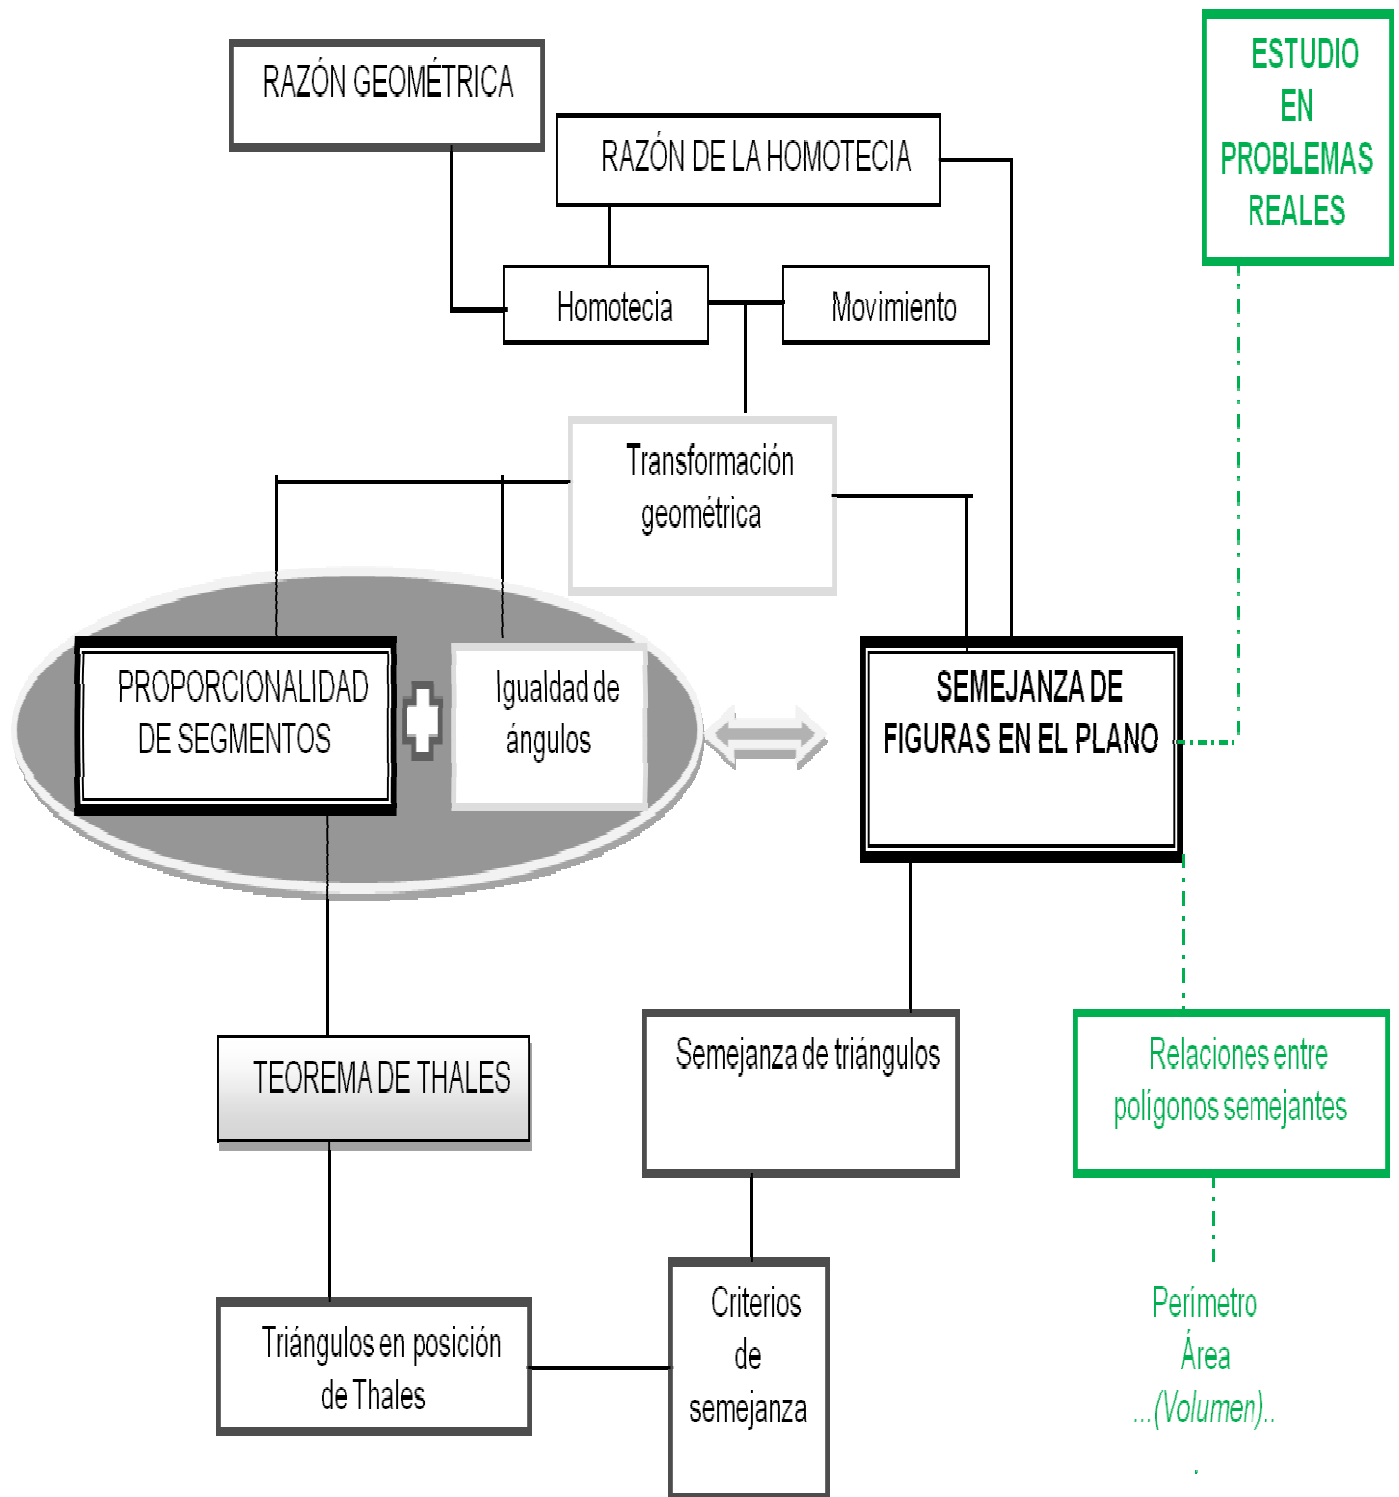 RAZÓN GEOMÉTRICA
RAZÓN DE LA HOMOTECIA
ESTUDIO
EN
PROBLEMAS
REALES
Homotecia
Movimiento
Transformación
geométrica
PROPORCIONALIDAD
DE SEGMENTOS
Igualdad de
ángulos
SEMEJANZA DE
FIGURAS EN EL PLANO
TEOREMA DE THALES
Semejanza de triángulos
Relaciones entre
polígonos semejantes
Triángulos en posición
de Thales
Criterios
de
semejanza
Perímetro
Área
...(Volumen)..
.